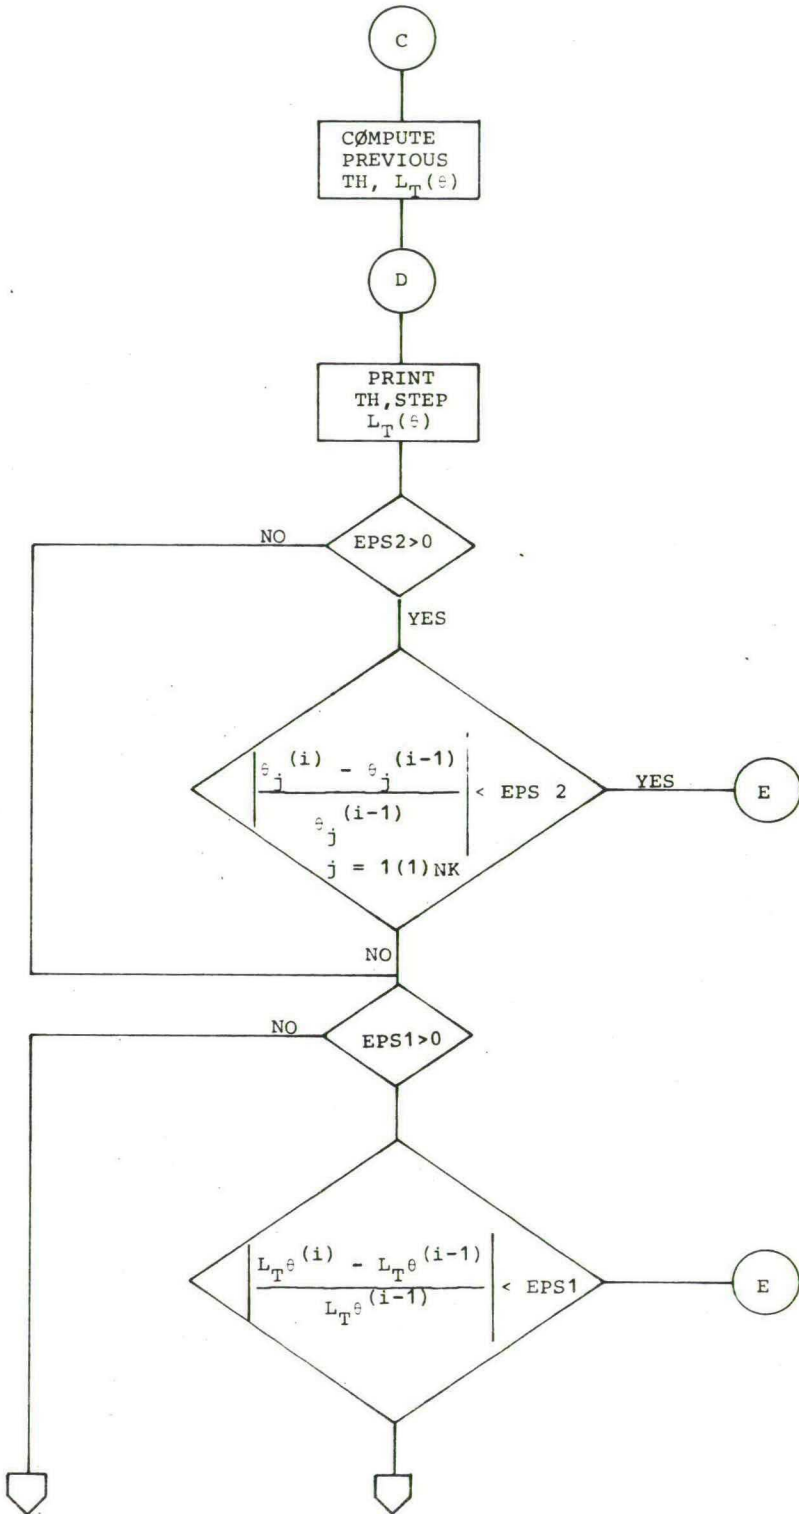 C
CØMPUTE
PREVIOUS
TH, L_T(θ)
D
PRINT
TH,STEP
L_T(θ)
NO
EPS2>0
YES
|θ_j^(i) - θ_j^(i-1)
θ_j^(i-1)| < EPS 2
YES
E
j = 1(1)NK
NO
NO
EPS1>0
|L_Tθ^(i) - L_Tθ^(i-1)
L_Tθ^(i-1)| < EPS1
E